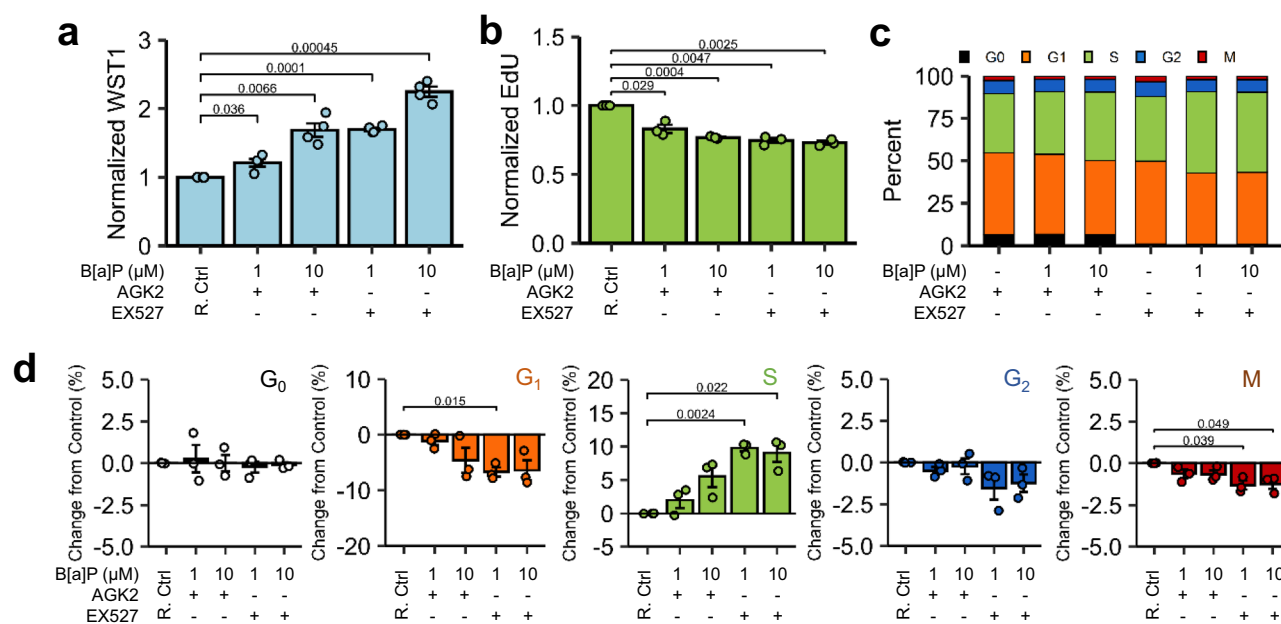 a
Normalized WST1
3
2
1
0
0.00045
0.0001
0.0066
0.036
B[a]P (µM) R. Ctrl 1 10 1 10
AGK2 + + - -
EX527 - - + +
b
Normalized EdU
1.5
1.0
0.5
0.0
0.0025
0.0047
0.0004
0.029
B[a]P (µM) R. Ctrl 1 10 1 10
AGK2 + + - -
EX527 - - + +
c
G0 G1 S G2 M
Percent
100
75
50
25
0
B[a]P (µM) - 1 10 - 1 10
AGK2 + + + - - -
EX527 - - - + + +
d
Change from Control (%)
5.0
2.5
0.0
-2.5
-5.0
G0
B[a]P (µM) R. Ctrl 1 10 1 10
AGK2 + + - -
EX527 - - + +
Change from Control (%)
10
0
-10
-20
G1
0.015
R. Ctrl 1 10 1 10
+ + - -
- - + +
Change from Control (%)
20
15
10
5
0
-5
S
0.022
0.0024
R. Ctrl 1 10 1 10
+ + - -
- - + +
Change from Control (%)
5.0
2.5
0.0
-2.5
-5.0
G2
R. Ctrl 1 10 1 10
+ + - -
- - + +
Change from Control (%)
5.0
2.5
0.0
-2.5
-5.0
M
0.049
0.039
R. Ctrl 1 10 1 10
+ + - -
- - + +